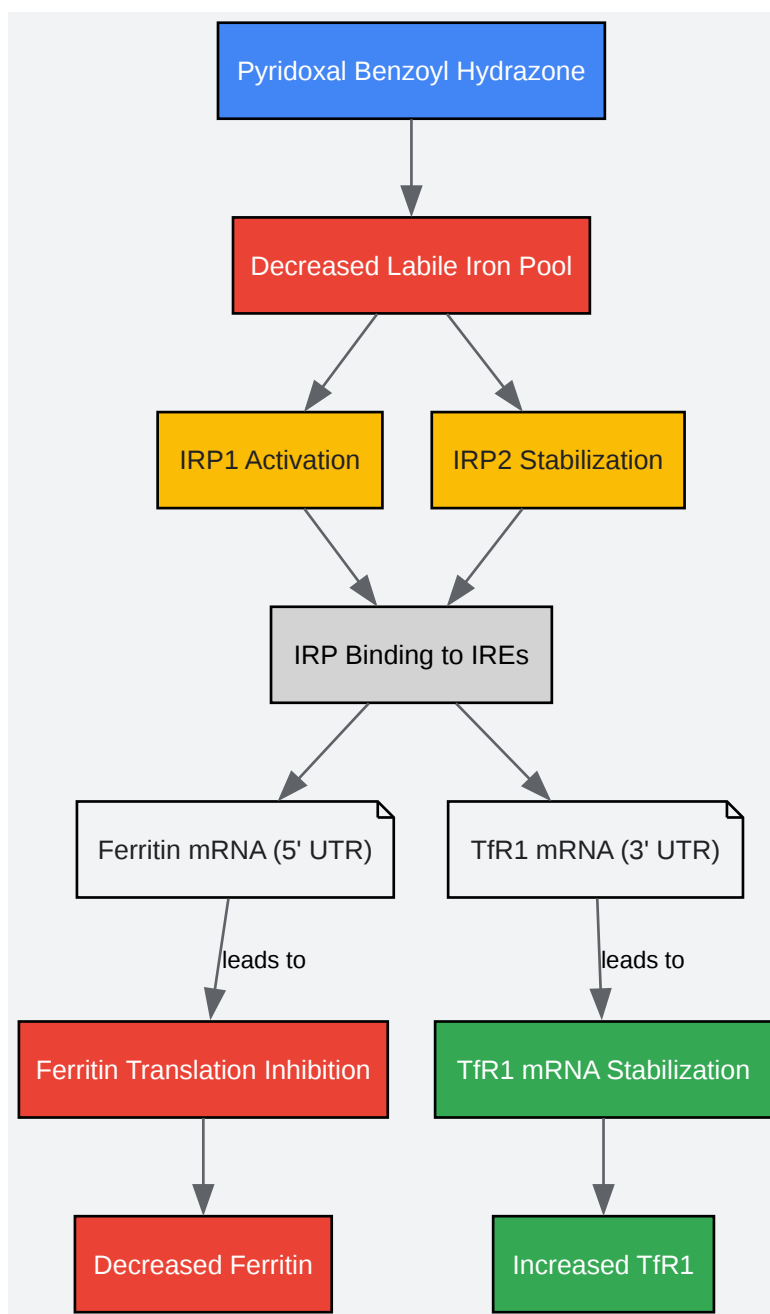 Pyridoxal Benzoyl Hydrazone
Decreased Labile Iron Pool
IRP1 Activation
IRP2 Stabilization
IRP Binding to IREs
Ferritin mRNA (5' UTR)
TfR1 mRNA (3' UTR)
leads to
leads to
Ferritin Translation Inhibition
TfR1 mRNA Stabilization
Decreased Ferritin
Increased TfR1